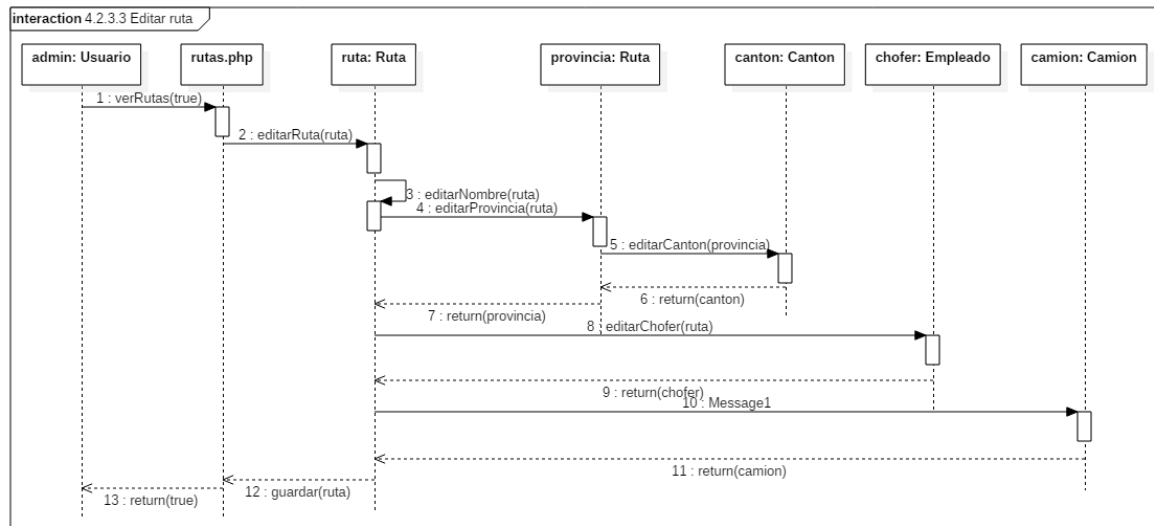 interaction 4.2.3.3 Editar ruta
admin: Usuario
rutas.php
ruta: Ruta
provincia: Ruta
canton: Canton
chofer: Empleado
camion: Camion
1 : verRutas(true)
2 : editarRuta(ruta)
3 : editarNombre(ruta)
4 : editarProvincia(ruta)
5 : editarCanton(provincia)
6 : return(canton)
7 : return(provincia)
8 : editarChofer(ruta)
9 : return(chofer)
10 : Message1
11 : return(camion)
12 : guardar(ruta)
13 : return(true)